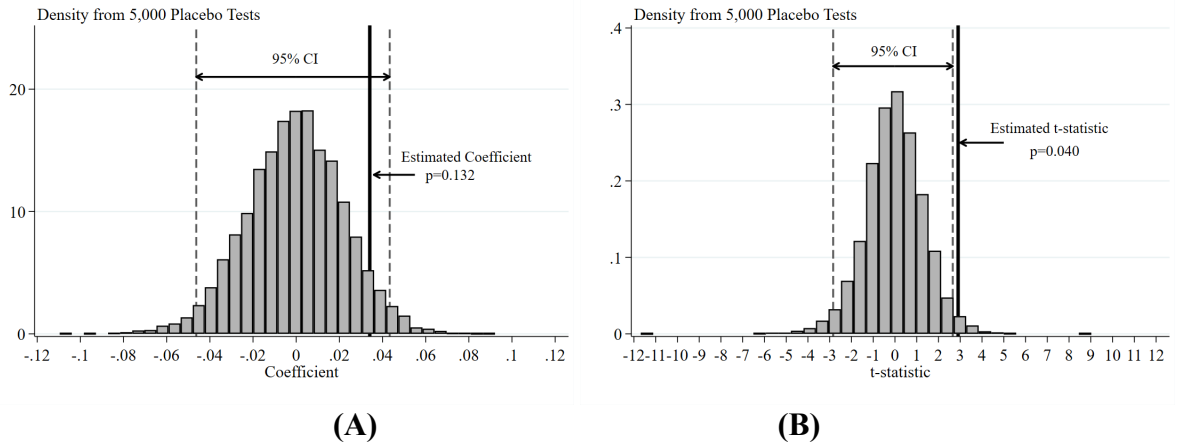 Density from 5,000 Placebo Tests
20
10
0
95% CI
Estimated Coefficient
p=0.132
-.12 -.1 -.08 -.06 -.04 -.02 0 .02 .04 .06 .08 .1 .12
Coefficient
(A)
Density from 5,000 Placebo Tests
.4
.3
.2
.1
0
95% CI
Estimated t-statistic
p=0.040
-12 -11 -10 -9 -8 -7 -6 -5 -4 -3 -2 -1 0 1 2 3 4 5 6 7 8 9 10 11 12
t-statistic
(B)